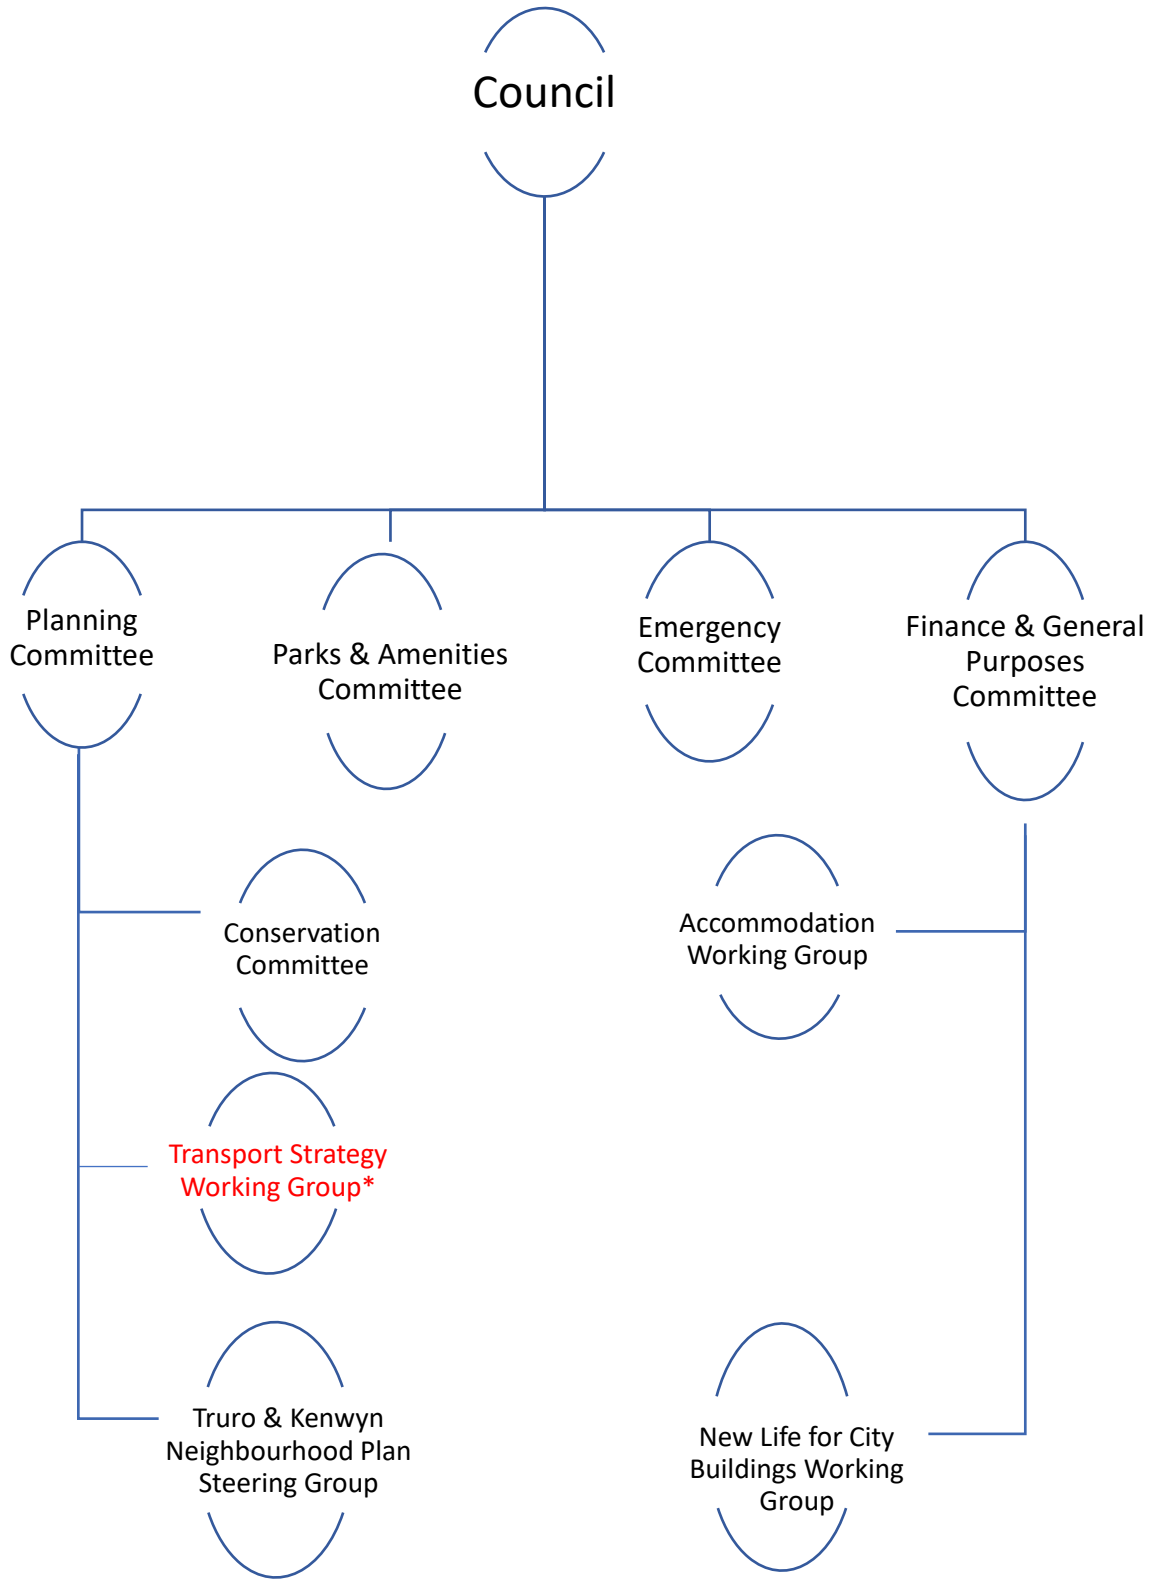 Council
Planning
Committee
Parks & Amenities
Committee
Emergency
Committee
Finance & General
Purposes
Committee
Conservation
Committee
Accommodation
Working Group
Transport Strategy
Working Group*
Truro & Kenwyn
Neighbourhood Plan
Steering Group
New Life for City
Buildings Working
Group